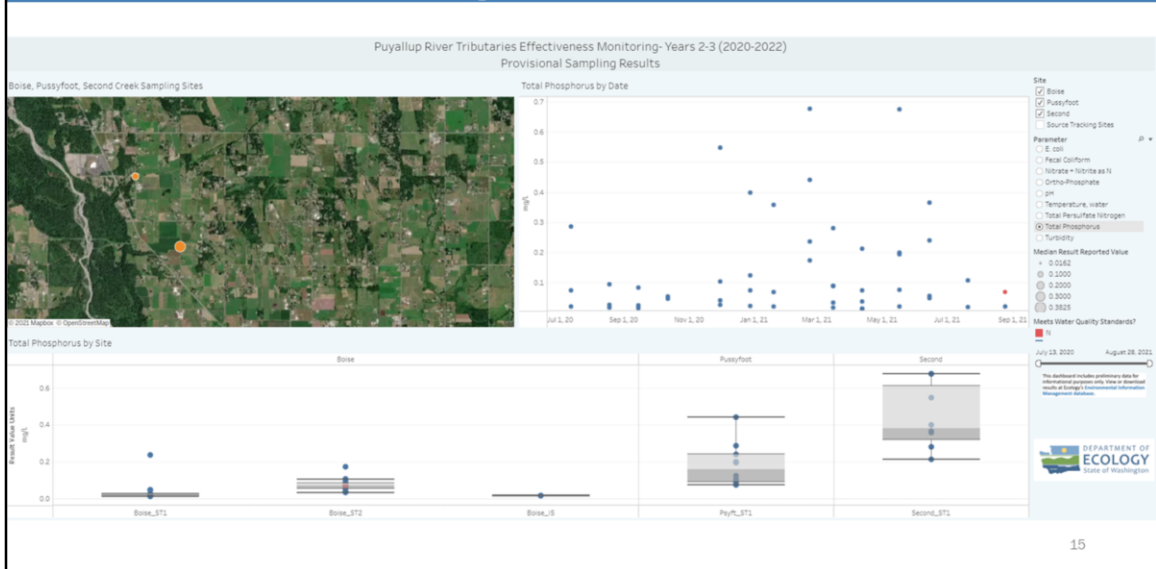 Puyallup River Tributaries Effectiveness Monitoring- Years 2-3 (2020-2022)
Provisional Sampling Results
Boise, Pussyfoot, Second Creek Sampling Sites
© 2021 Mapbox © OpenStreetMap
Total Phosphorus by Date
mg/L
0.7
0.6
0.5
0.4
0.3
0.2
0.1
Jul 1, 20
Sep 1, 20
Nov 1, 20
Jan 1, 21
Mar 1, 21
May 1, 21
Jul 1, 21
Sep 1, 21
Site
Boise
Pussyfoot
Second
Source Tracking Sites
Parameter
E. coli
Fecal Coliform
Nitrate + Nitrite as N
Ortho-Phosphate
pH
Temperature, water
Total Persulfate Nitrogen
Total Phosphorus
Turbidity
Median Result Reported Value
0.0162
0.1000
0.2000
0.3000
0.3825
Meets Water Quality Standards?
N
July 13, 2020
August 28, 2021
This dashboard includes preliminary data for
informational purposes only. View or download
results at Ecology's Environmental Information
Management database.
DEPARTMENT OF
ECOLOGY
State of Washington
Total Phosphorus by Site
Boise
Pussyfoot
Second
Result Value Units
mg/L
0.6
0.4
0.2
0.0
Boise_ST1
Boise_ST2
Boise_IS
Psyft_ST1
Second_ST1
15